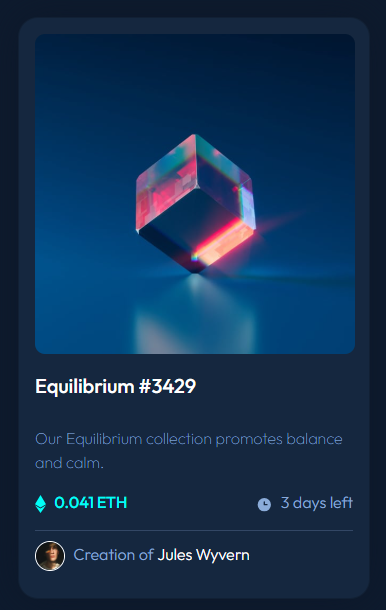 Equilibrium #3429
Our Equilibrium collection promotes balance
and calm.
0.041 ETH
3 days left
Creation of Jules Wyvern